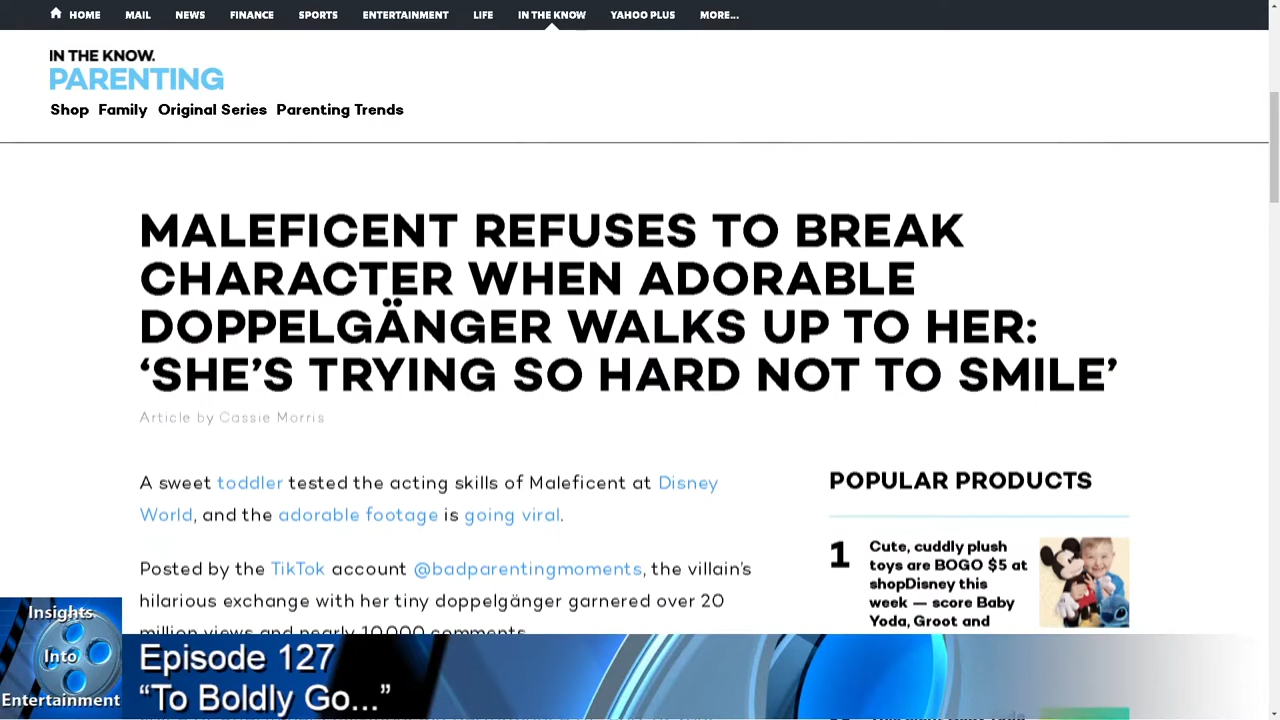 HOME MAIL NEWS FINANCE SPORTS ENTERTAINMENT LIFE IN THE KNOW YAHOO PLUS MORE...
IN THE KNOW.
PARENTING
Shop Family Original Series Parenting Trends
MALEFICENT REFUSES TO BREAK
CHARACTER WHEN ADORABLE
DOPPELGÄNGER WALKS UP TO HER:
‘SHE’S TRYING SO HARD NOT TO SMILE’
Article by Cassie Morris
A sweet toddler tested the acting skills of Maleficent at Disney
World, and the adorable footage is going viral.
Posted by the TikTok account @badparentingmoments, the villain’s
hilarious exchange with her tiny doppelgänger garnered over 20
million views and nearly 10,000 comments.
POPULAR PRODUCTS
1
Cute, cuddly plush
toys are BOGO $5 at
shopDisney this
week — score Baby
Yoda, Groot and
Insights
Into
Entertainment
Episode 127
“To Boldly Go...”